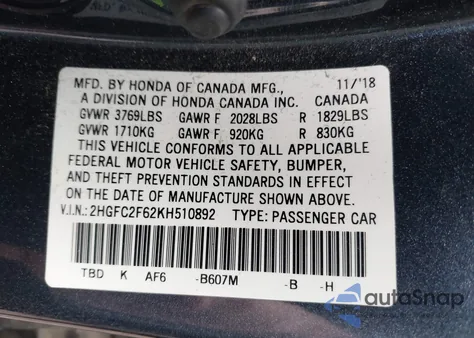 MFD. BY HONDA OF CANADA MFG., 11/'18
A DIVISION OF HONDA CANADA INC. CANADA
GVWR 3769LBS GAWR F 2028LBS R 1829LBS
GVWR 1710KG GAWR F 920KG R 830KG
THIS VEHICLE CONFORMS TO ALL APPLICABLE
FEDERAL MOTOR VEHICLE SAFETY, BUMPER,
AND THEFT PREVENTION STANDARDS IN EFFECT
ON THE DATE OF MANUFACTURE SHOWN ABOVE.
V.I.N.: 2HGFC2F62KH510892 TYPE: PASSENGER CAR
TBD K AF6 -B607M -B -H
autoSnap